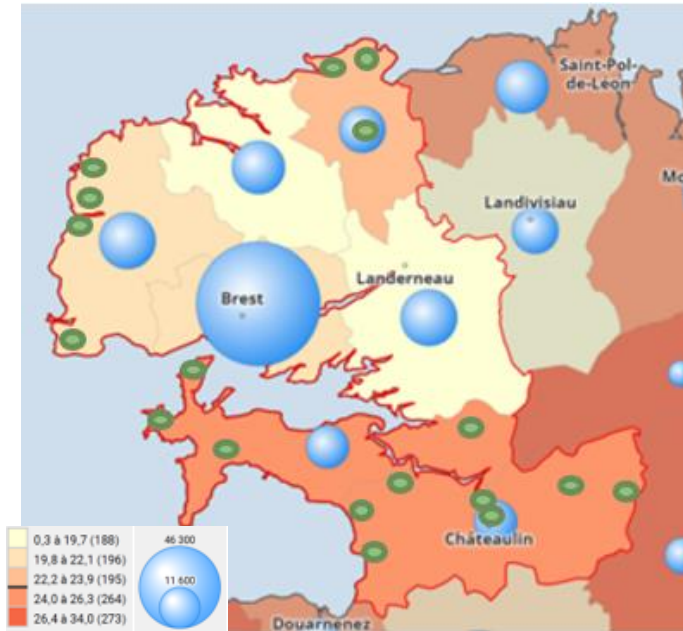 Saint-Pol-
de-Léon
Mo
Landivisiau
Landerneau
Brest
Châteaulin
Douarnenez
0,3 à 19,7 (188)
19,8 à 22,1 (196)
22,2 à 23,9 (195)
24,0 à 26,3 (264)
26,4 à 34,0 (273)
46 300
11 600